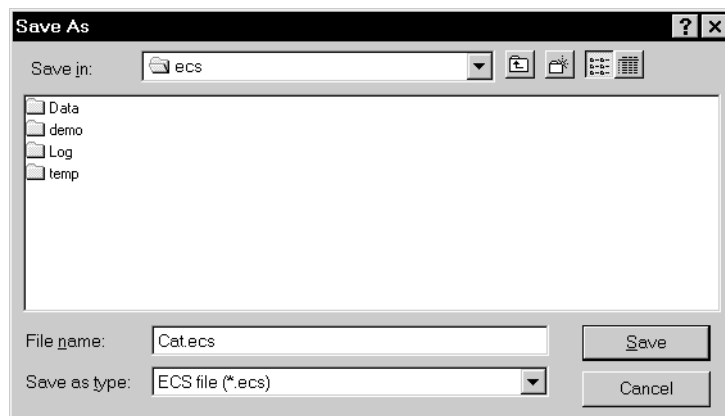 Save As
Save in: ecs
Data
demo
Log
temp
File name: Cat.ecs Save
Save as type: ECS file (*.ecs) Cancel